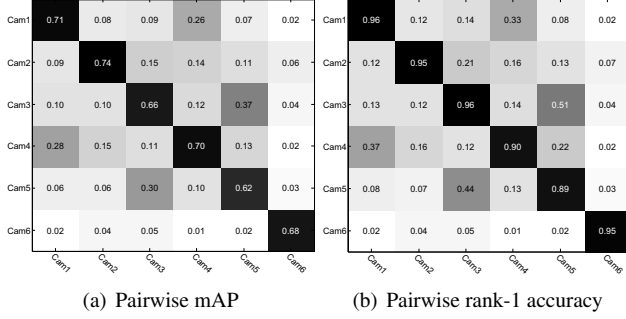 Cam1 0.71 0.08 0.09 0.26 0.07 0.02
Cam2 0.09 0.74 0.15 0.14 0.11 0.06
Cam3 0.10 0.10 0.66 0.12 0.37 0.04
Cam4 0.28 0.15 0.11 0.70 0.13 0.02
Cam5 0.06 0.06 0.30 0.10 0.62 0.03
Cam6 0.02 0.04 0.05 0.01 0.02 0.68
Cam1 Cam2 Cam3 Cam4 Cam5 Cam6
(a) Pairwise mAP
Cam1 0.96 0.12 0.14 0.33 0.08 0.02
Cam2 0.12 0.95 0.21 0.16 0.13 0.07
Cam3 0.13 0.12 0.96 0.14 0.51 0.04
Cam4 0.37 0.16 0.12 0.90 0.22 0.02
Cam5 0.08 0.07 0.44 0.13 0.89 0.03
Cam6 0.02 0.04 0.05 0.01 0.02 0.95
Cam1 Cam2 Cam3 Cam4 Cam5 Cam6
(b) Pairwise rank-1 accuracy